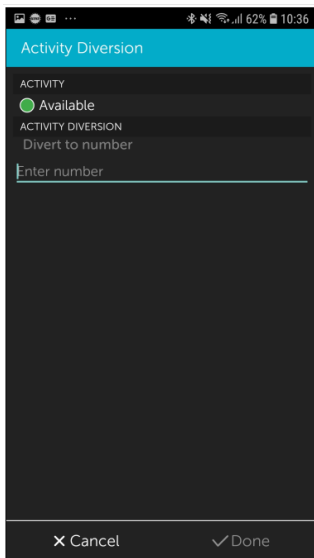 62% 10:36
Activity Diversion
ACTIVITY
Available
ACTIVITY DIVERSION
Divert to number
Enter number
Cancel Done